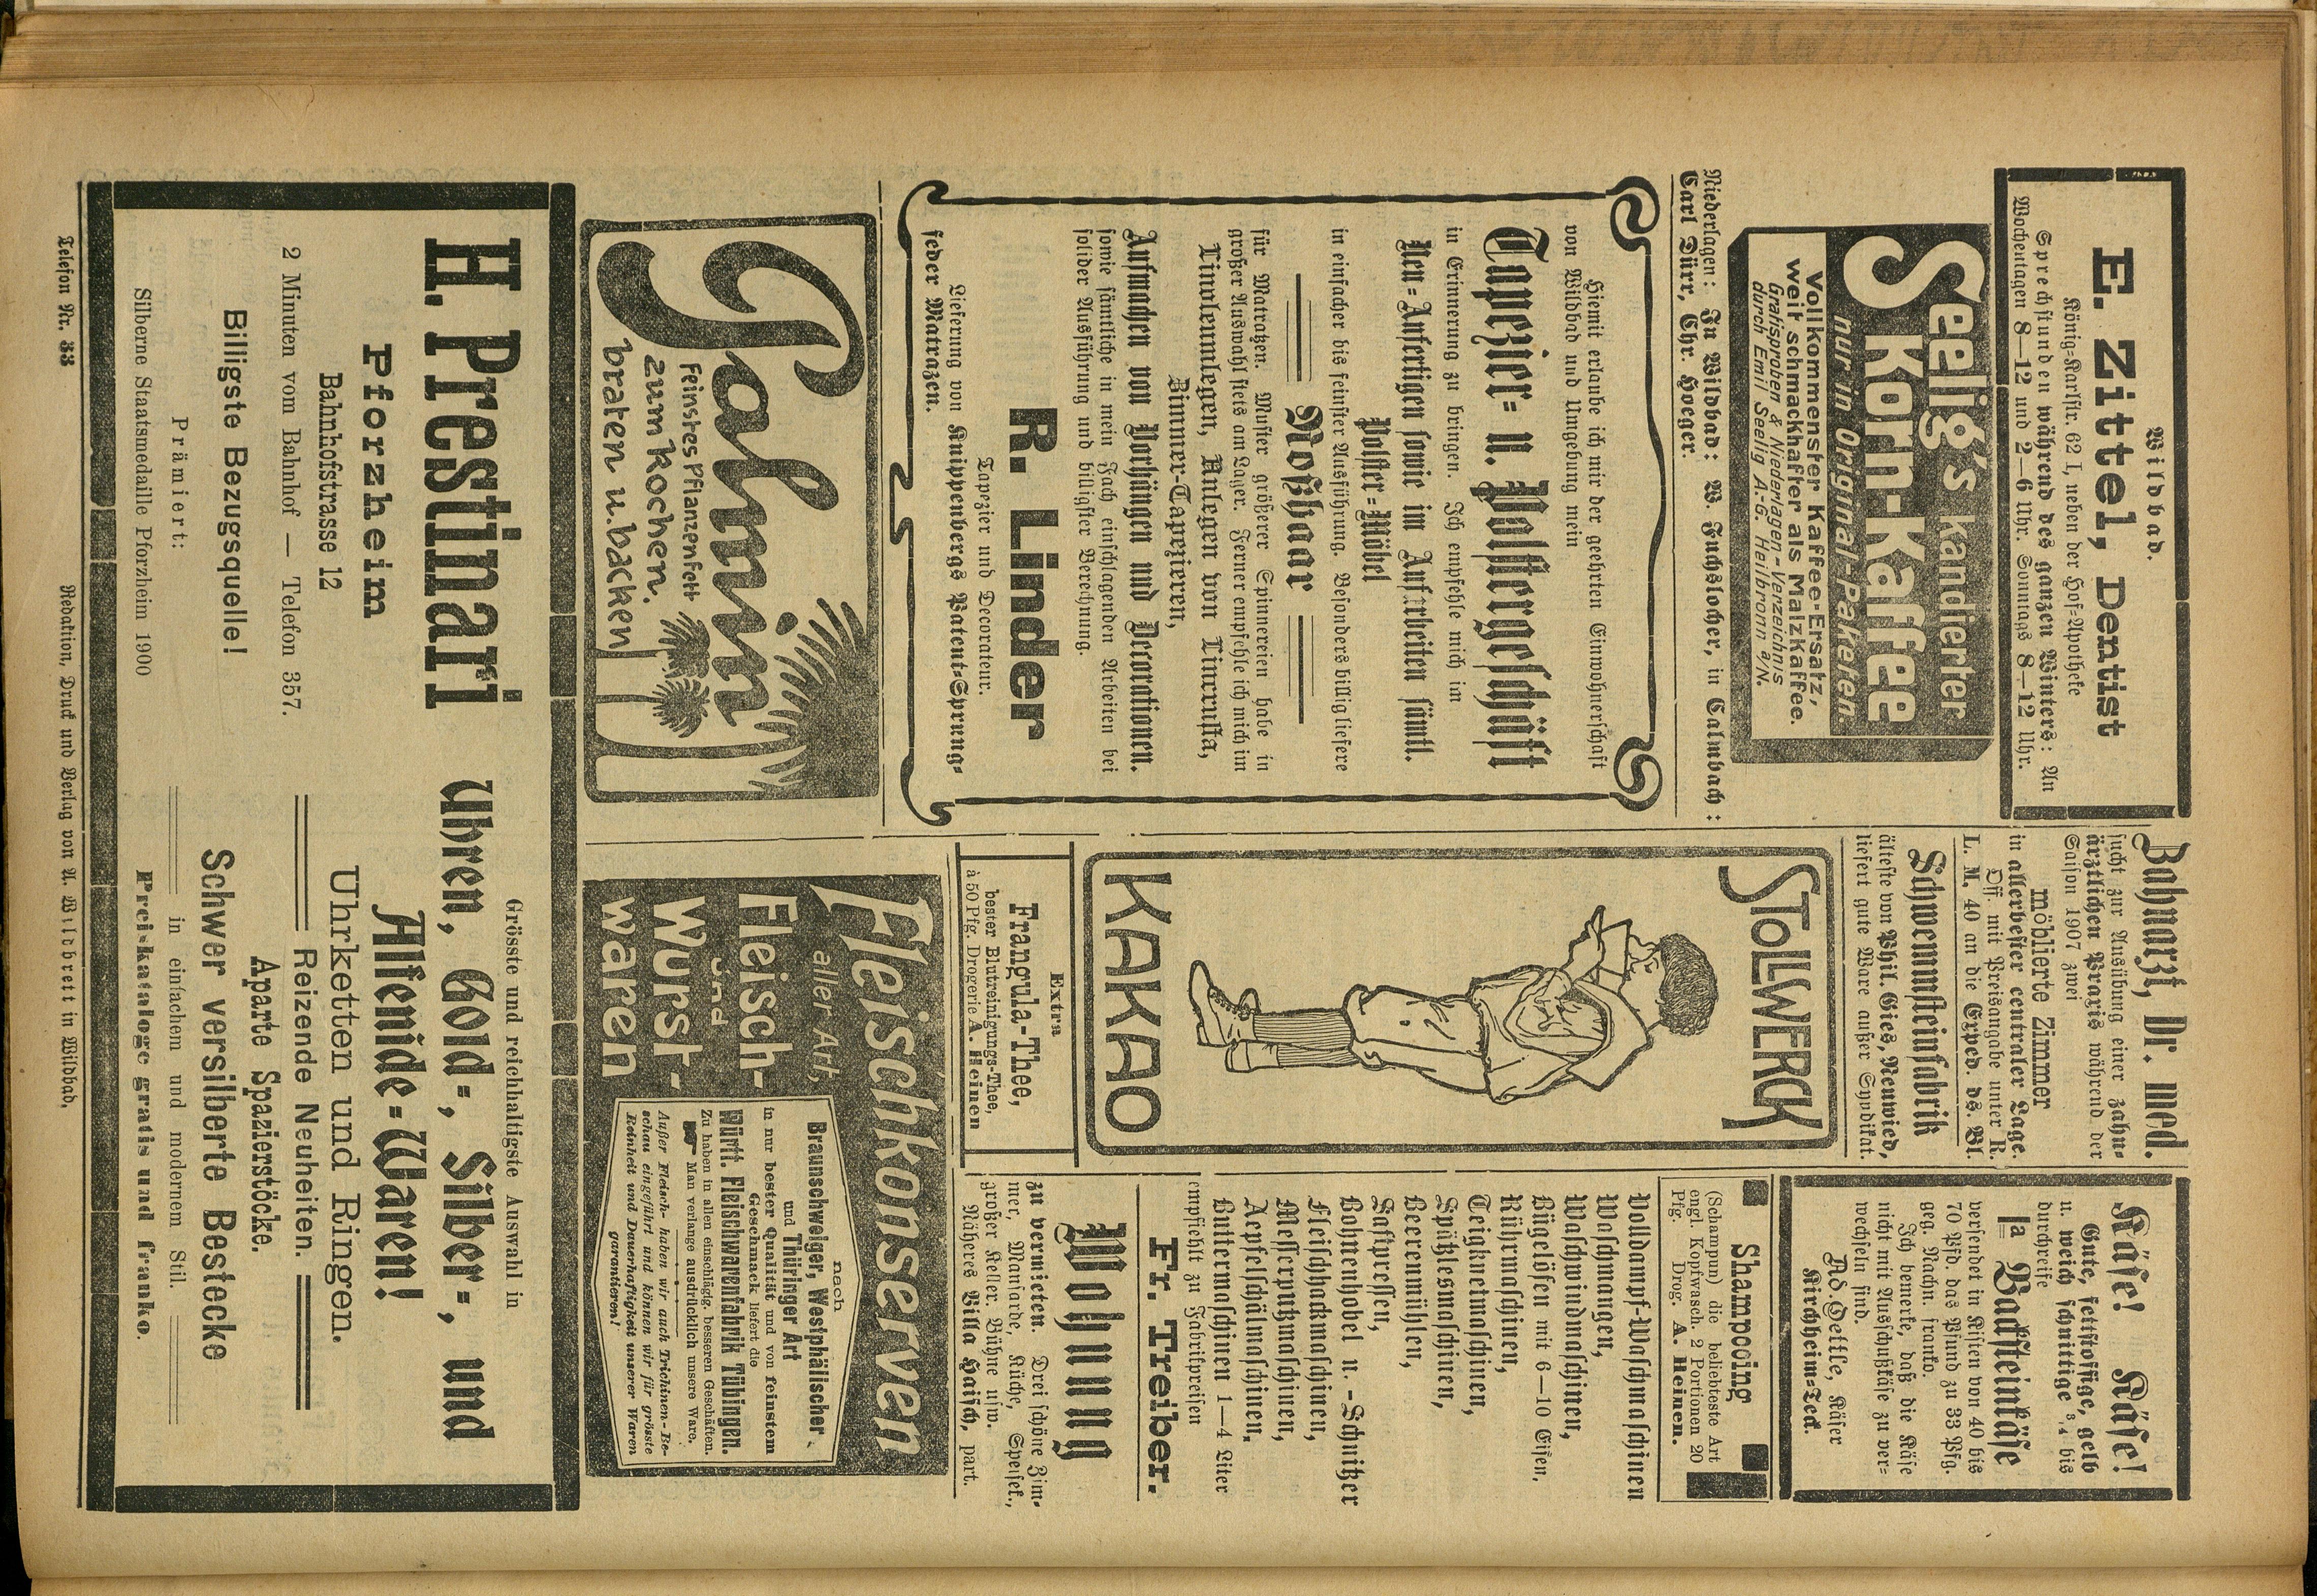 Wildbad.
E. Zittel, Dentist
König-Karlstr. 62 I, neben der Hof-Apotheke
Sprechstunden während des ganzen Winters: An
Wochentagen 8–12 und 2–6 Uhr. Sonntags 8–12 Uhr.
Seelig's kandierter
Korn-Kaffee
nur in Original-Paketen.
Vollkommenster Kaffe-Ersatz,
weit schmackhafter als Malzkaffee.
Gratisproben & Niederlagen-Verzeichnis
durch Emil Seelig A.-G. Heilbronn a/N.
Niederlagen: In Wildbad: W. Fuchslocher, in Calmbach:
Carl Dürr, Chr. Hoeger.
Hiemit erlaube ich mir der geehrten Einwohnerschaft
von Wildbad und Umgebung mein
Tapezier- u. Polstergeschäft
in Erinnerung zu bringen. Ich empfehle mich im
Neu-Anfertigen sowie im Aufarbeiten sämtl.
Polster-Möbel
in einfacher bis feinster Ausführung. Besonders billig liefere
Roßhaar
für Matratzen. Muster größerer Spinnereien habe in
großer Auswahl stets am Lager. Ferner empfehle ich mich im
Linoleumlegen, Anlegen von Lincrusta,
Zimmer-Tapezieren,
Aufmachen von Vorhängen und Decorationen.
sowie sämtliche in mein Fach einschlagenden Arbeiten bei
solider Ausführung und billigster Berechnung.
R. Linder
Tapezier und Decorateur.
Lieferung von Knippenbergs Patent-Sprung-
feder Matrazen.
Palmin
Feinstes Pflanzenfett
zum kochen.
braten u. backen
Zahnarzt, Dr. med.
sucht zur Ausübung einer zahn-
ärztlichen Praxis während der
Saison 1907 zwei
möblierte Zimmer
in allerbester centraler Lage.
Off. mit Preisangabe unter R.
L. M. 40 an die Exped. ds. Bl.
Schwemmsteinfabrik
älteste von Phil. Gies, Neuwied,
liefert gute Ware außer Syndikat.
STOLLWERCK
KAKAO
Extra
Frangula-Thee,
bester Blutreinigungs-Thee,
à 50 Pfg. Drogerie A. Heinen
Fleischkonserven
aller Art,
Fleisch-
und
Wurst-
waren
nach
Braunschweiger, Westphälischer
und Thüringer Art
in nur bester Qualität und von feinstem
Geschmack liefert die
Württ. Fleischwarenfabrik Tübingen.
Zu haben in allen einschlägig. besseren Geschäften.
Man verlange ausdrücklich unsere Ware.
Außer Fleisch- haben wir auch Trichinen-Be-
schau eingeführt und können wir für grösste
Reinheit und Dauerhaftigkeit unserer Waren
garantieren!
Käse! Käse!
Gute, fettstoffige, gelb
u. weich schnittige ¾ bis
durchreife
Ia Backsteinkäse
versendet in Kisten von 40 bis
70 Pfd. das Pfund zu 33 Pfg.
geg. Nachn. franko.
Ich bemerke, daß die Käse
nicht mit Ausschußkäse zu ver-
wechseln sind.
Ad. Dettle, Käser
Kirchheim-Teck.
Shampooing
(Schampun) die beliebteste Art
engl. Kopfwasch. 2 Portionen 20
Pfg. Drog. A. Heinen.
Volldampf-Waschmaschinen
Waschmangen,
Waschwindmaschinen,
Bügelösen mit 6–10 Eisen,
Rührmaschinen,
Teigknetmaschinen,
Spätzlesmaschinen,
Beerenmühlen,
Saftpressen,
Bohnenhobel u. -Schnitzer
Fleischhackmaschinen,
Messerputzmaschinen,
Aepfelschälmaschinen,
Buttermaschinen 1–4 Liter
empfiehlt zu Fabrikpreisen
Fr. Treiber.
Wohnung
zu vermieten. Drei schöne Zim-
mer, Mansarde, Küche, Speisek.,
großer Keller. Bühne usw.
Näheres Villa Haisch, part.
H. Prestinari
Pforzheim
Bahnhofstrasse 12
2 Minuten vom Bahnhof — Telefon 357.
Billigste Bezugsquelle!
Prämiert:
Silberne Staatsmedaille Pforzheim 1900
Grösste und reichhaltigste Auswahl in
Uhren, Gold-, Silber-, und
Alfenide-Waren!
Uhrketten und Ringen.
Reizende Neuheiten.
Aparte Spazierstöcke.
Schwer versilberte Bestecke
in einfachem und modernem Stil.
Preiskataloge gratis und franko.
Telefon Nr. 33
Redaktion, Druck und Verlag von A. Wildbrett in Wildbad.